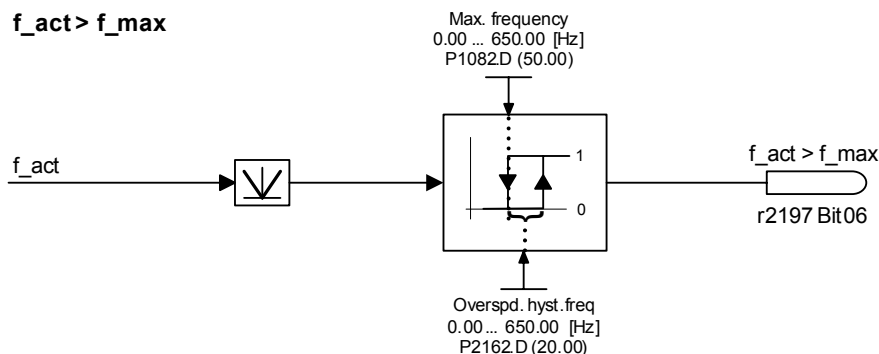 f_act > f_max
Max. frequency
0.00 ... 650.00 [Hz]
P1082.D (50.00)
f_act
1
0
f_act > f_max
r2197 Bit06
Overspd. hyst.freq
0.00 ... 650.00 [Hz]
P2162.D (20.00)